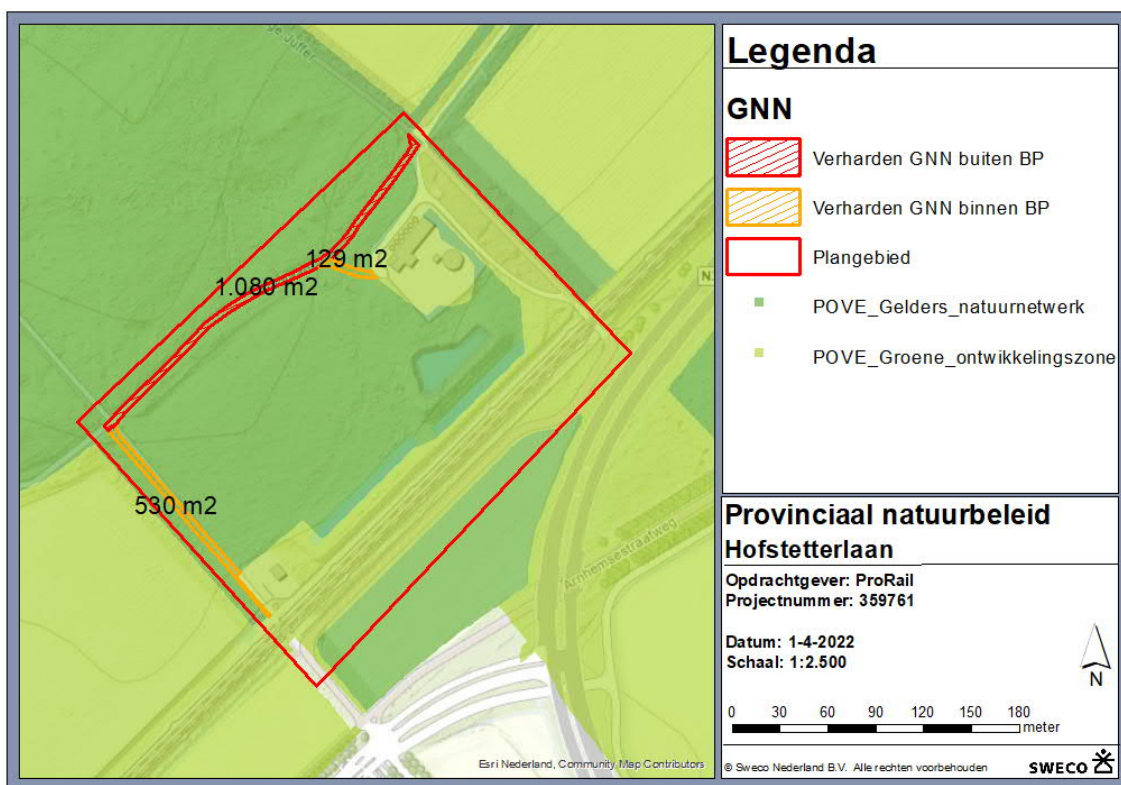 ge Juffer
129 m2
1.080 m2
530 m2
Arnhemsestraatweg
Esri Nederland, Community Map Contributors
Legenda
GNN
Verharden GNN buiten BP
Verharden GNN binnen BP
Plangebied
POVE_Gelders_natuurnetwerk
POVE_Groene_ontwikkelingszone
Provinciaal natuurbeleid
Hofstetterlaan
Opdrachtgever: ProRail
Projectnummer: 359761
Datum: 1-4-2022
Schaal: 1:2.500
N
0 30 60 90 120 150 180
meter
© Sweco Nederland B.V. Alle rechten voorbehouden
SWECO